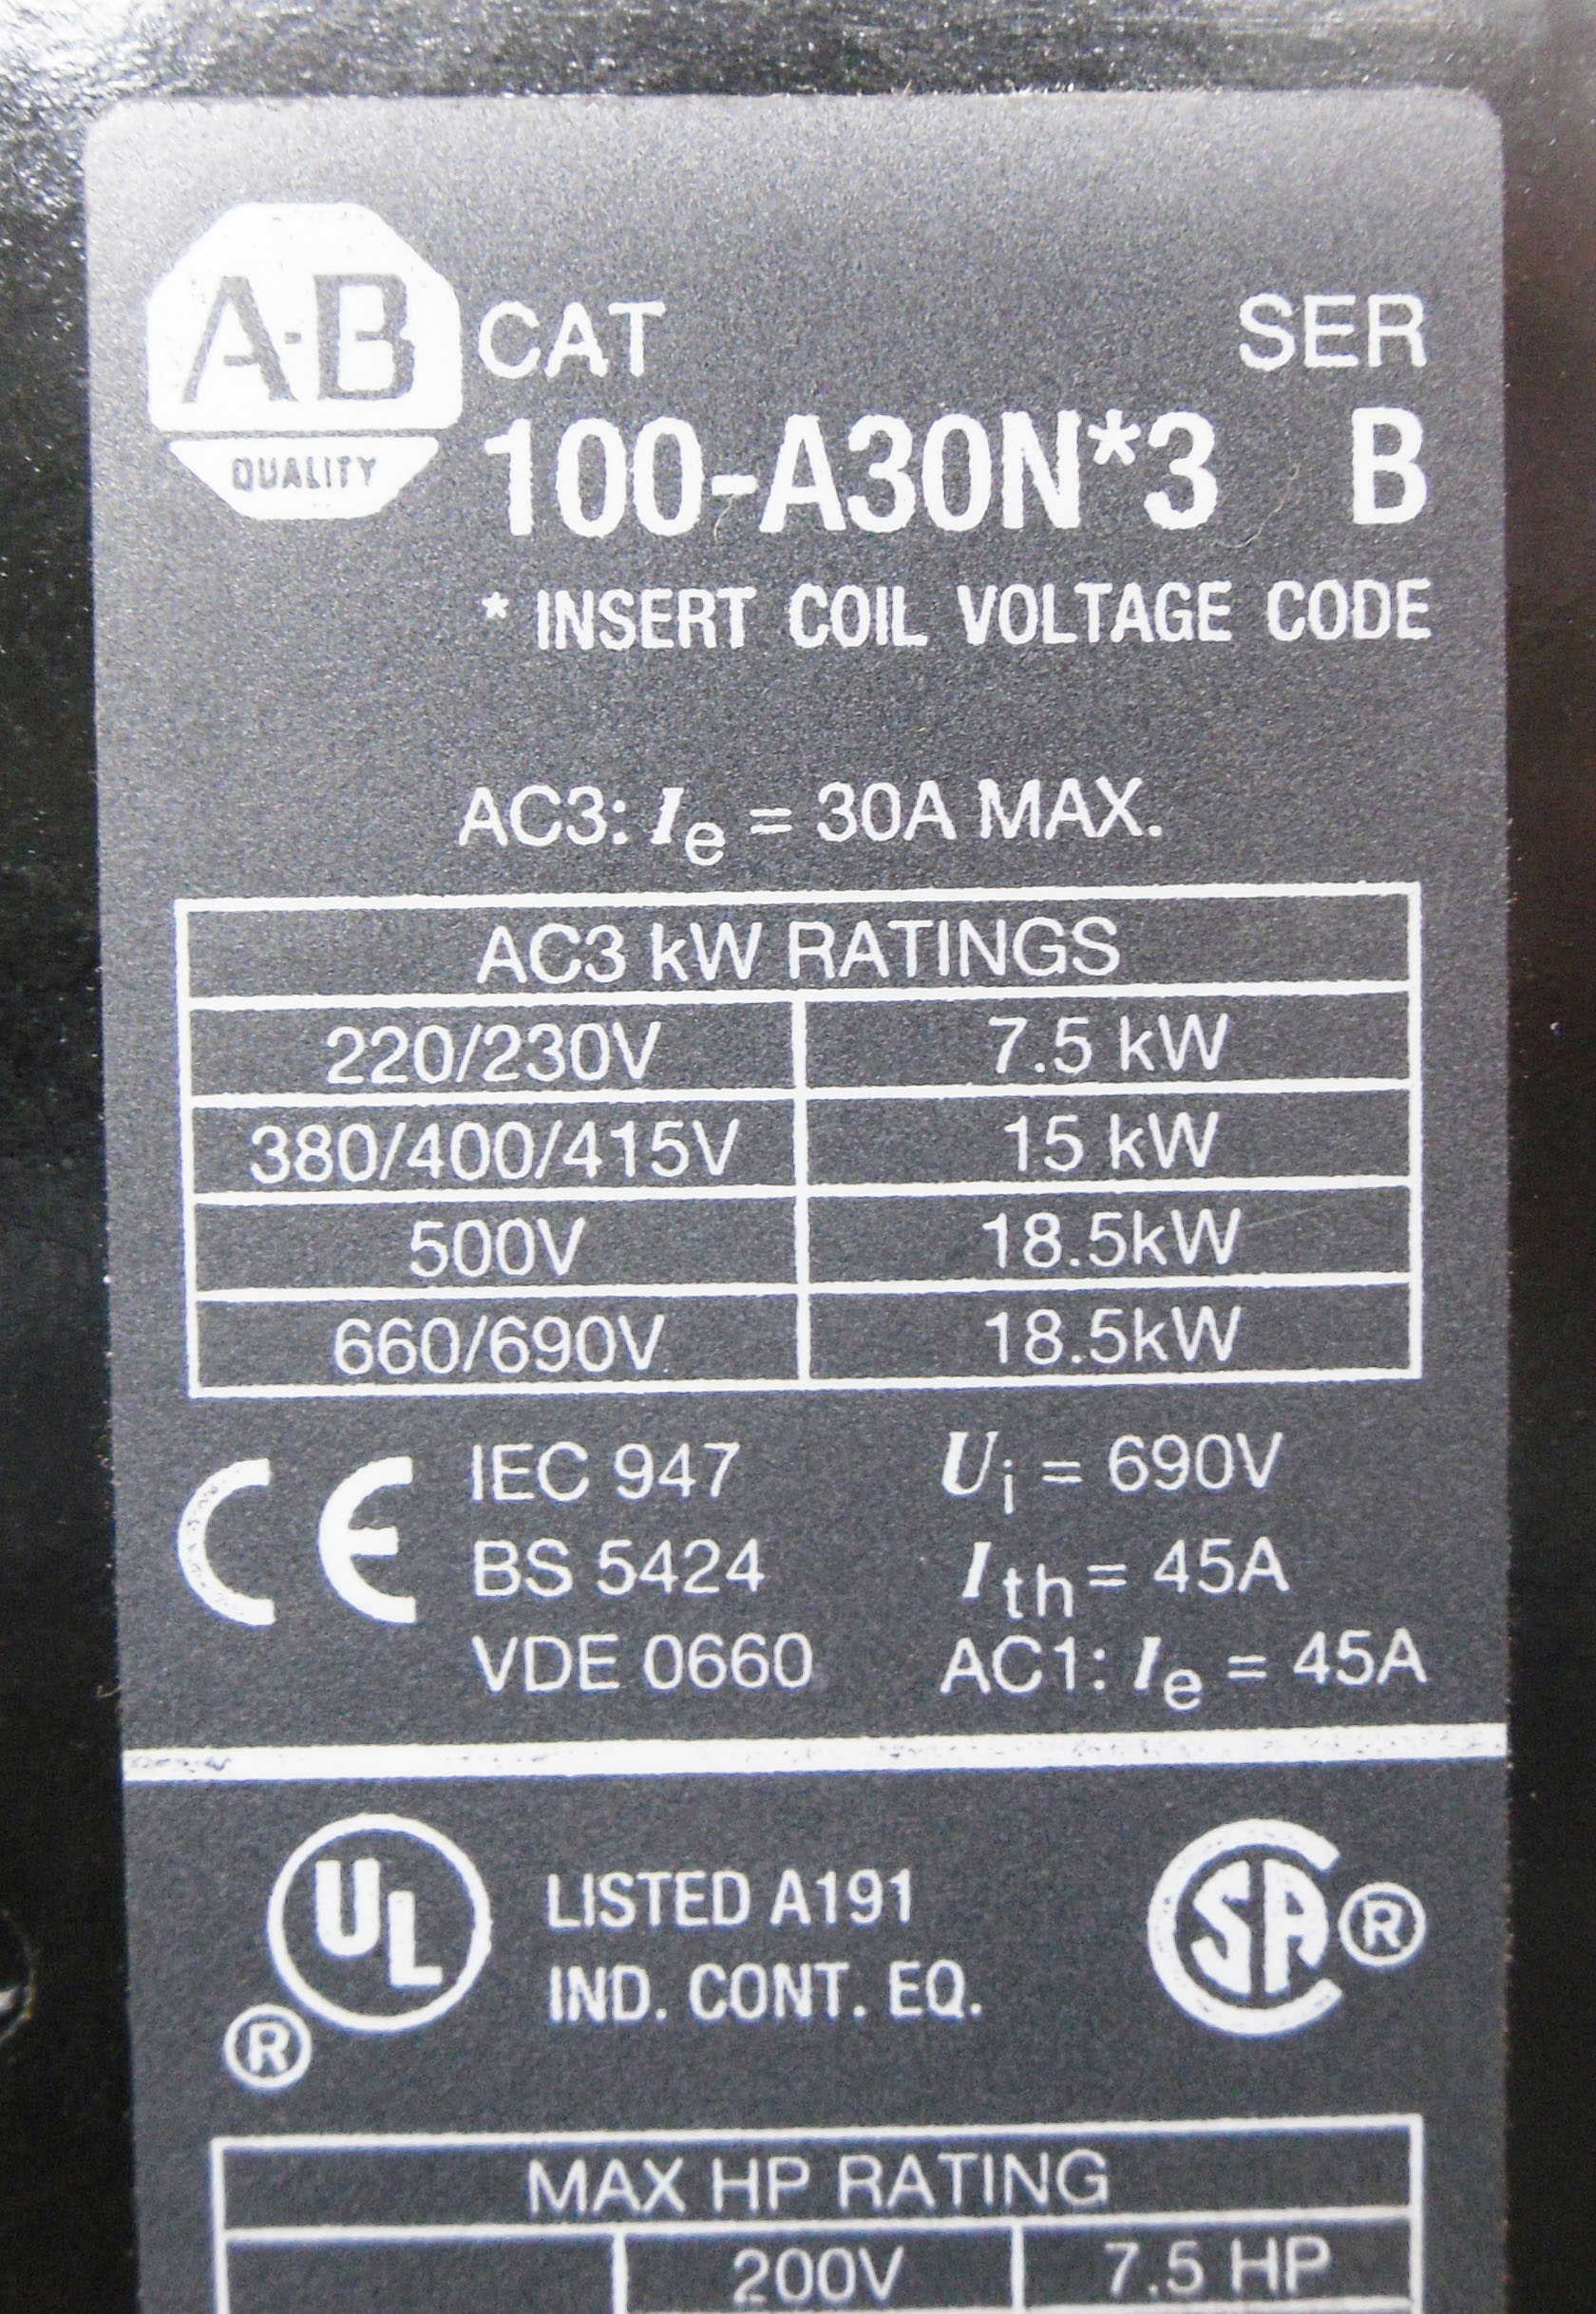 A-B
QUALITY
CAT SER
100-A30N*3 B
* INSERT COIL VOLTAGE CODE
AC3: Ie = 30A MAX.
AC3 kW RATINGS
220/230V 7.5 kW
380/400/415V 15 kW
500V 18.5kW
660/690V 18.5kW
CE
IEC 947 Ui = 690V
BS 5424 Ith = 45A
VDE 0660 AC1: Ie = 45A
UL ® LISTED A191
IND. CONT. EQ.
CSA ®
MAX HP RATING
200V 7.5 HP